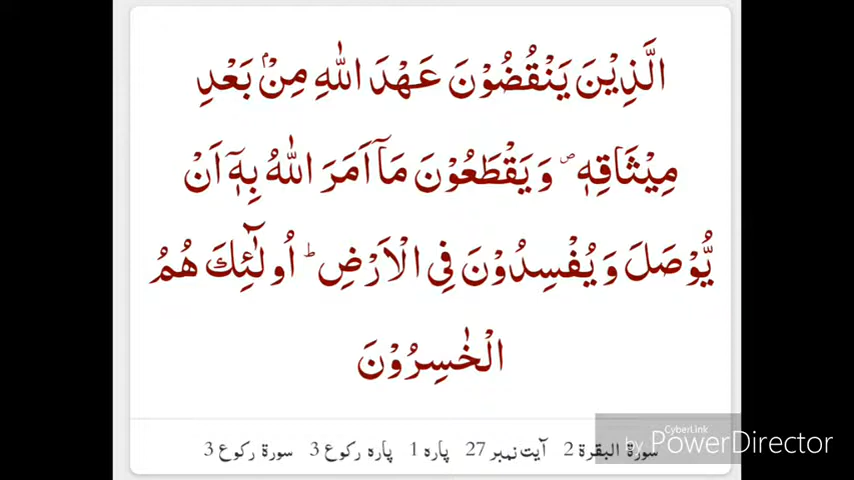 الَّذِيْنَ يَنْقُضُوْنَ عَهْدَ اللّٰهِ مِنْۢ بَعْدِ
مِيْثَاقِهٖ ۪ وَ يَقْطَعُوْنَ مَاۤ اَمَرَ اللّٰهُ بِهٖۤ اَنْ
يُّوْصَلَ وَ يُفْسِدُوْنَ فِی الْاَرْضِ ؕ اُولٰٓئِكَ هُمُ
الْخٰسِرُوْنَ
سورۃ البقرۃ 2 آیت نمبر 27 پارہ 1 پارہ رکوع 3 سورۃ رکوع 3
CyberLink
by PowerDirector